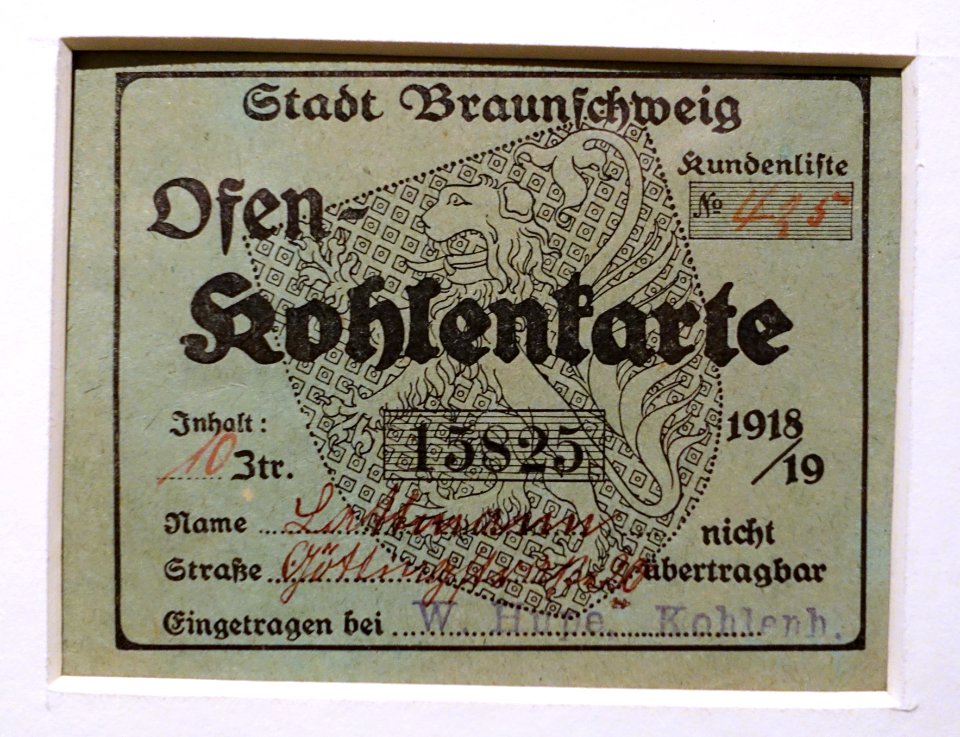 Stadt Braunschweig
Kundenliste
No 425
Ofen-
Kohlenkarte
Inhalt:
10 Ztr.
15825
1918/19
Name Lattmann
nicht
Straße
übertragbar
Eingetragen bei W. Hupe, Kohlenh.